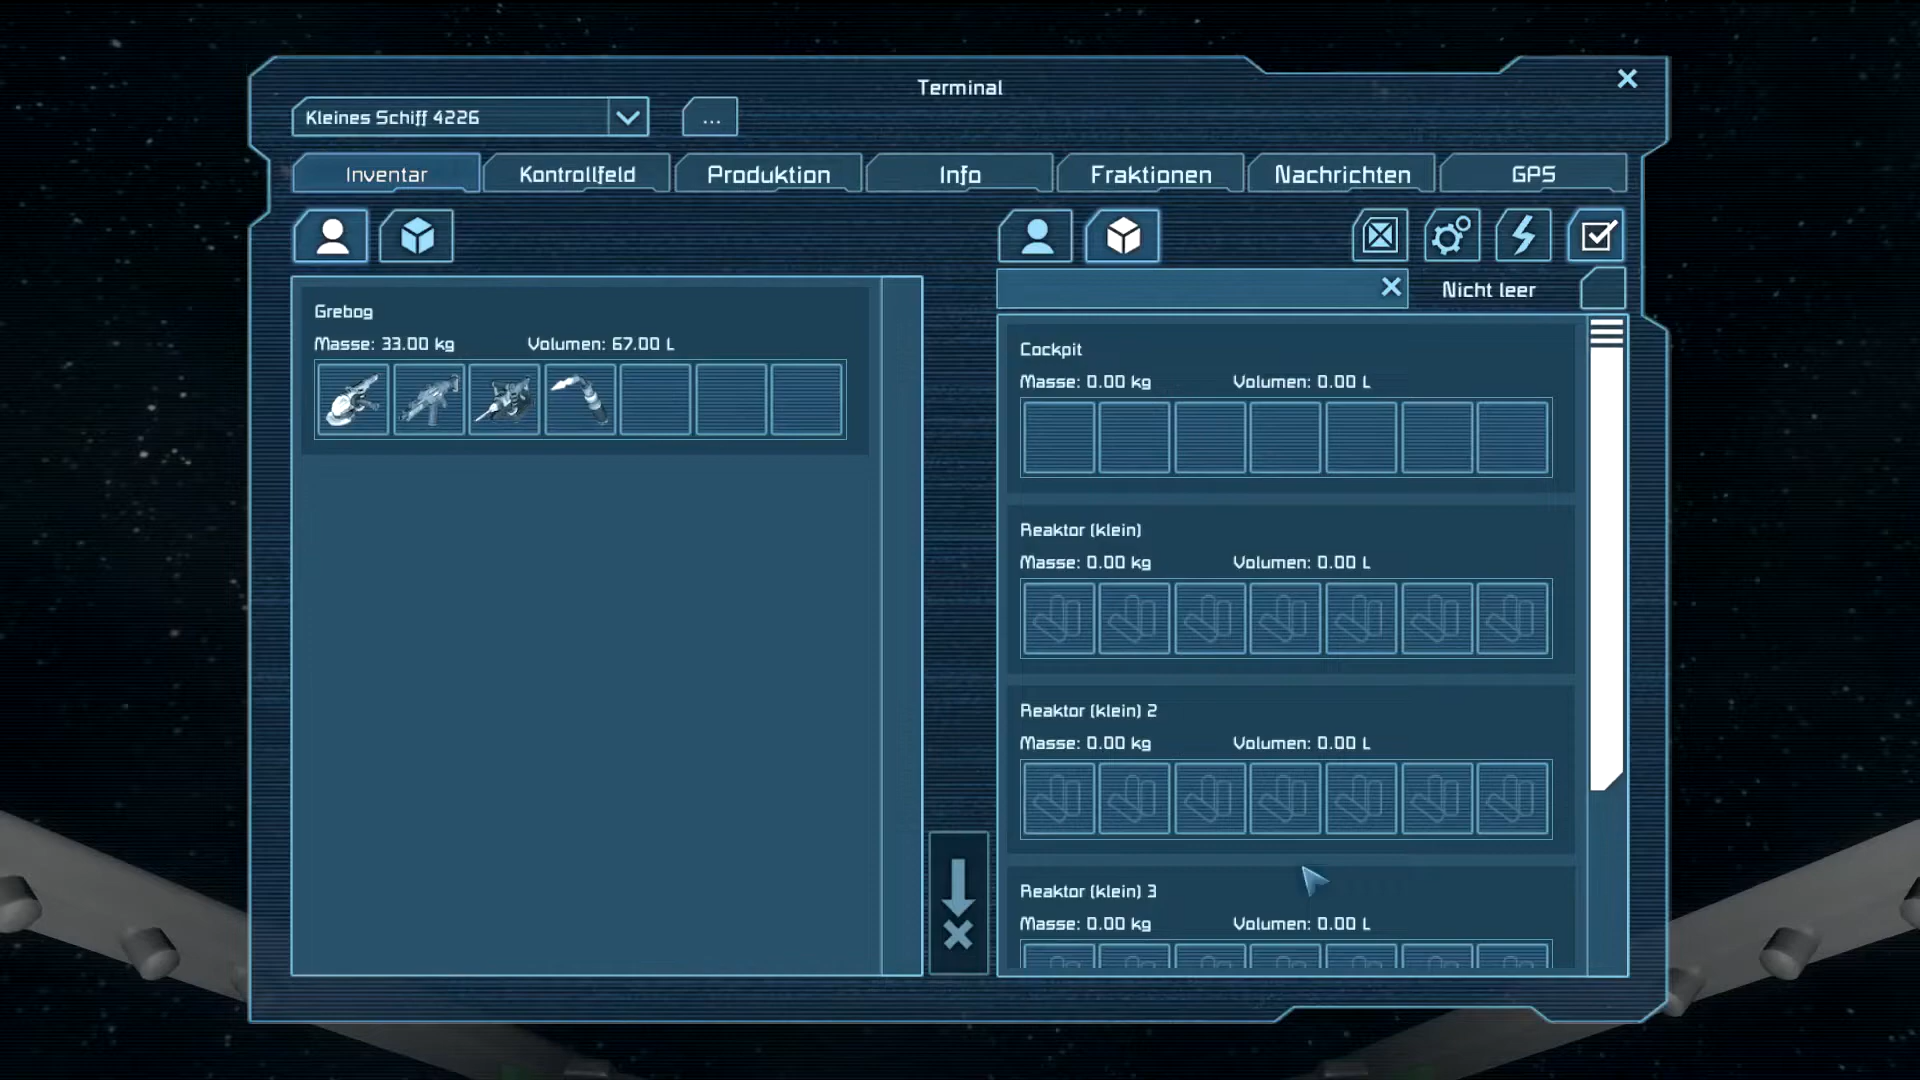 Terminal
Kleines Schiff 4226
...
Inventar
Kontrollfeld
Produktion
Info
Fraktionen
Nachrichten
GPS
Nicht leer
Grebog
Masse: 33.00 kg Volumen: 67.00 L
Cockpit
Masse: 0.00 kg Volumen: 0.00 L
Reaktor (klein)
Masse: 0.00 kg Volumen: 0.00 L
Reaktor (klein) 2
Masse: 0.00 kg Volumen: 0.00 L
Reaktor (klein) 3
Masse: 0.00 kg Volumen: 0.00 L